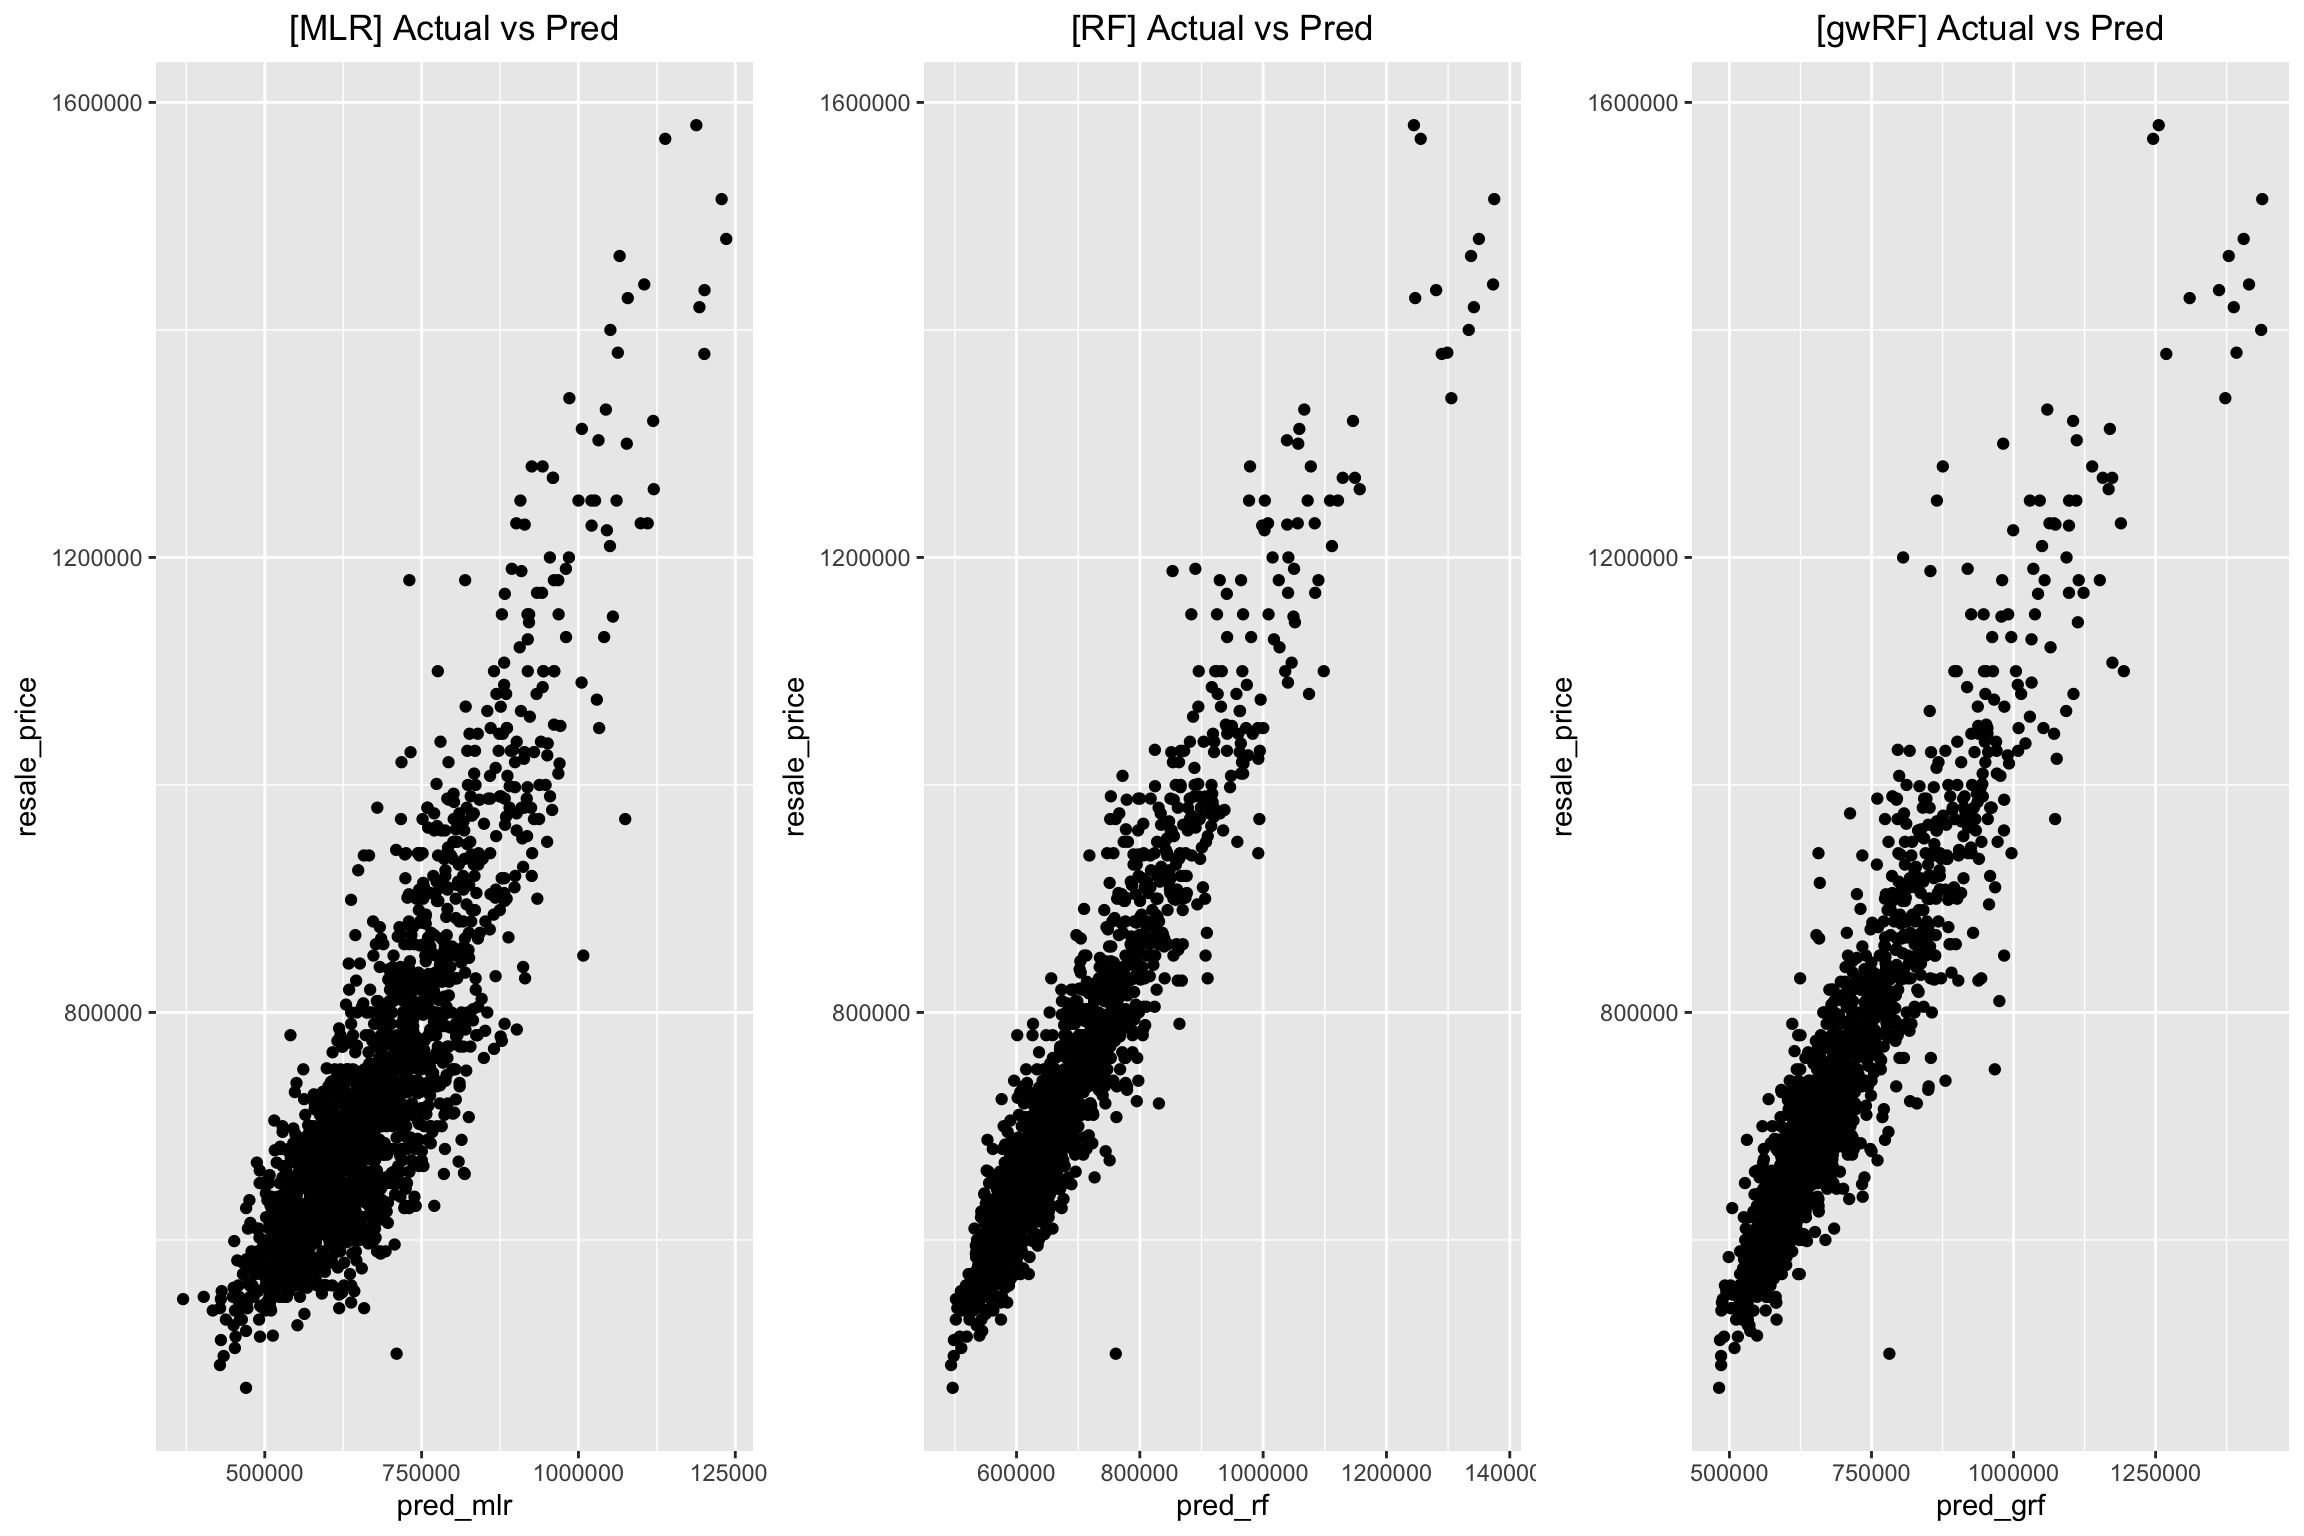 [MLR] Actual vs Pred
1600000
1200000
800000
resale_price
500000 750000 1000000 125000
pred_mlr
[RF] Actual vs Pred
1600000
1200000
800000
resale_price
600000 800000 1000000 1200000 140000
pred_rf
[gwRF] Actual vs Pred
1600000
1200000
800000
resale_price
500000 750000 1000000 1250000
pred_grf